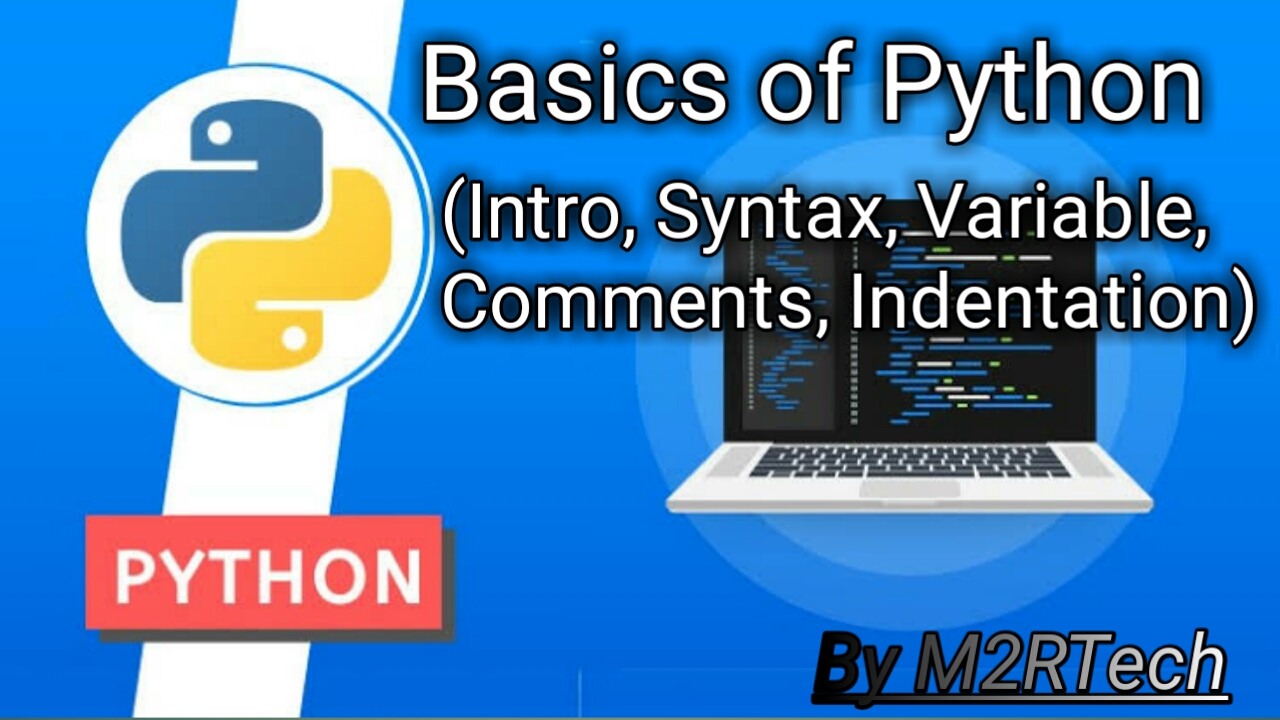 Basics of Python
(Intro, Syntax, Variable,
Comments, Indentation)
PYTHON
By M2RTech